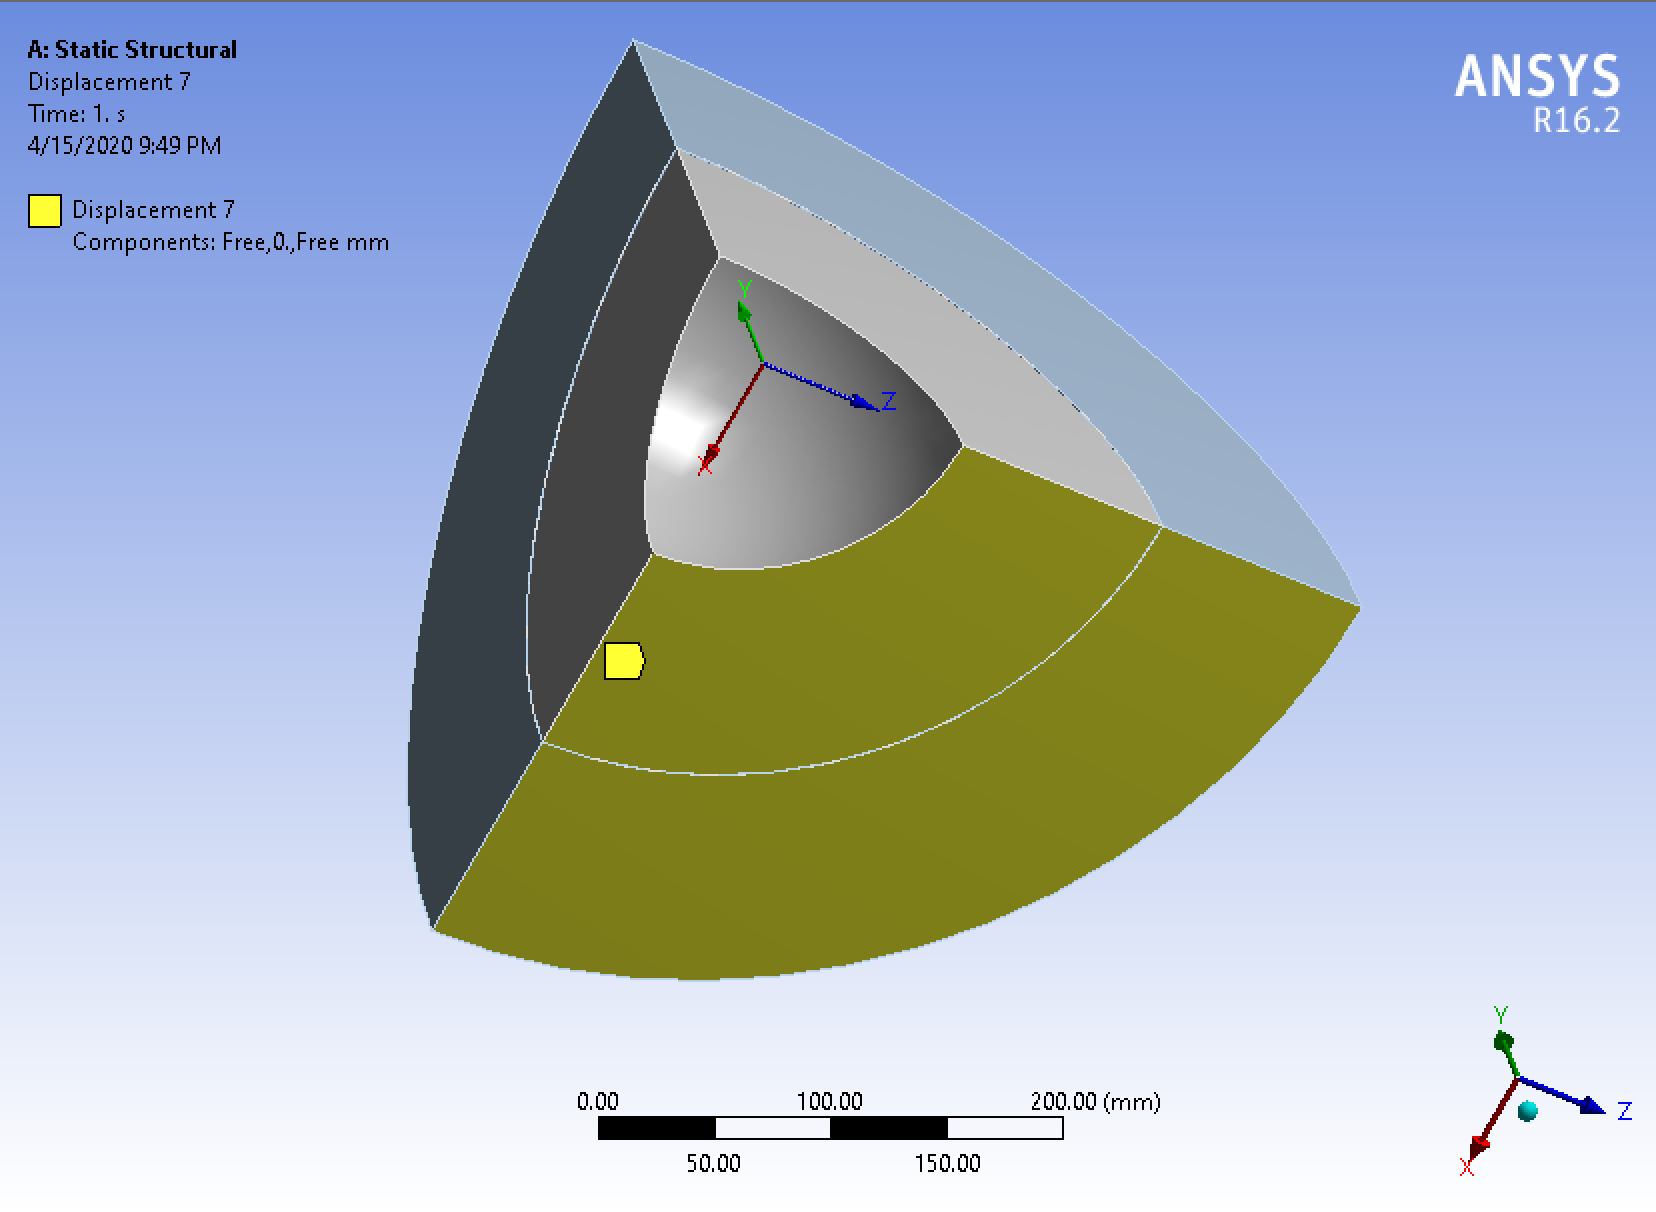 A: Static Structural
Displacement 7
Time: 1. s
4/15/2020 9:49 PM
Displacement 7
Components: Free,0.,Free mm
ANSYS
R16.2
Y
Z
X
0.00
100.00
200.00 (mm)
50.00
150.00
Y
Z
X